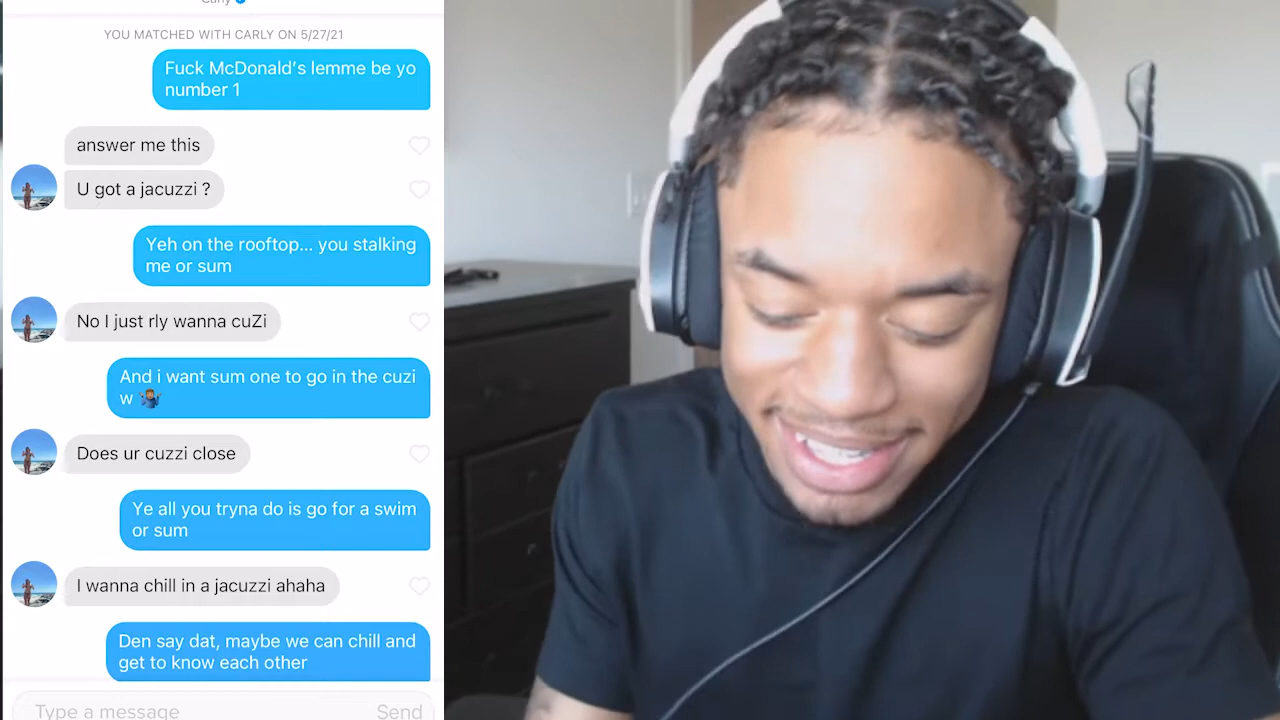 Carly
YOU MATCHED WITH CARLY ON 5/27/21
Fuck McDonald's lemme be yo
number 1
answer me this
U got a jacuzzi ?
Yeh on the rooftop... you stalking
me or sum
No I just rly wanna cuZi
And i want sum one to go in the cuzi
w 🤷🏾‍♂️
Does ur cuzzi close
Ye all you tryna do is go for a swim
or sum
I wanna chill in a jacuzzi ahaha
Den say dat, maybe we can chill and
get to know each other
Type a message
Send